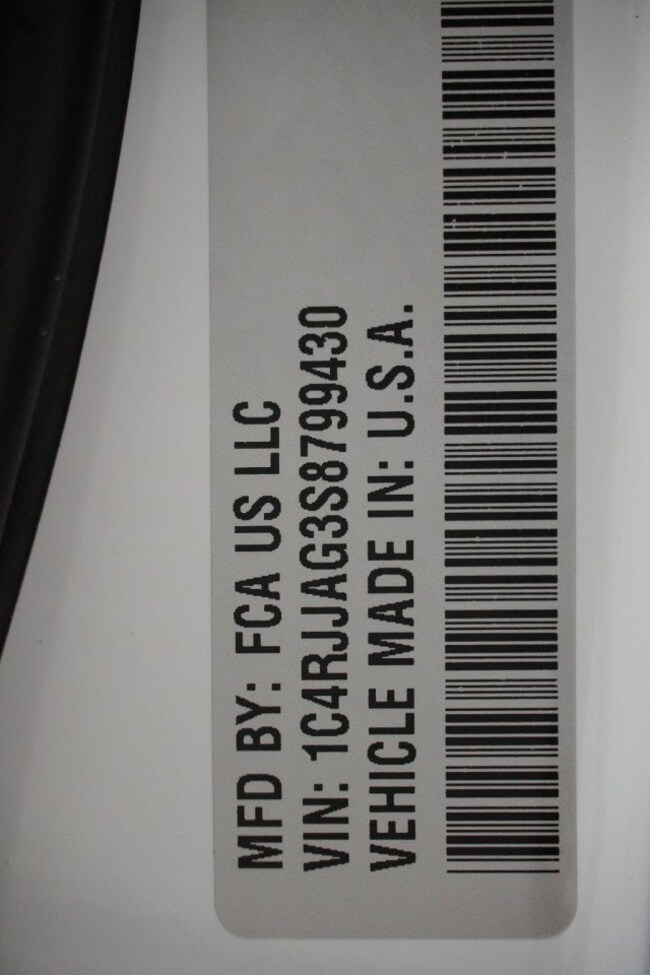 MFD BY: FCA US LLC
VIN: 1C4RJJAG3S8799430
VEHICLE MADE IN: U.S.A.